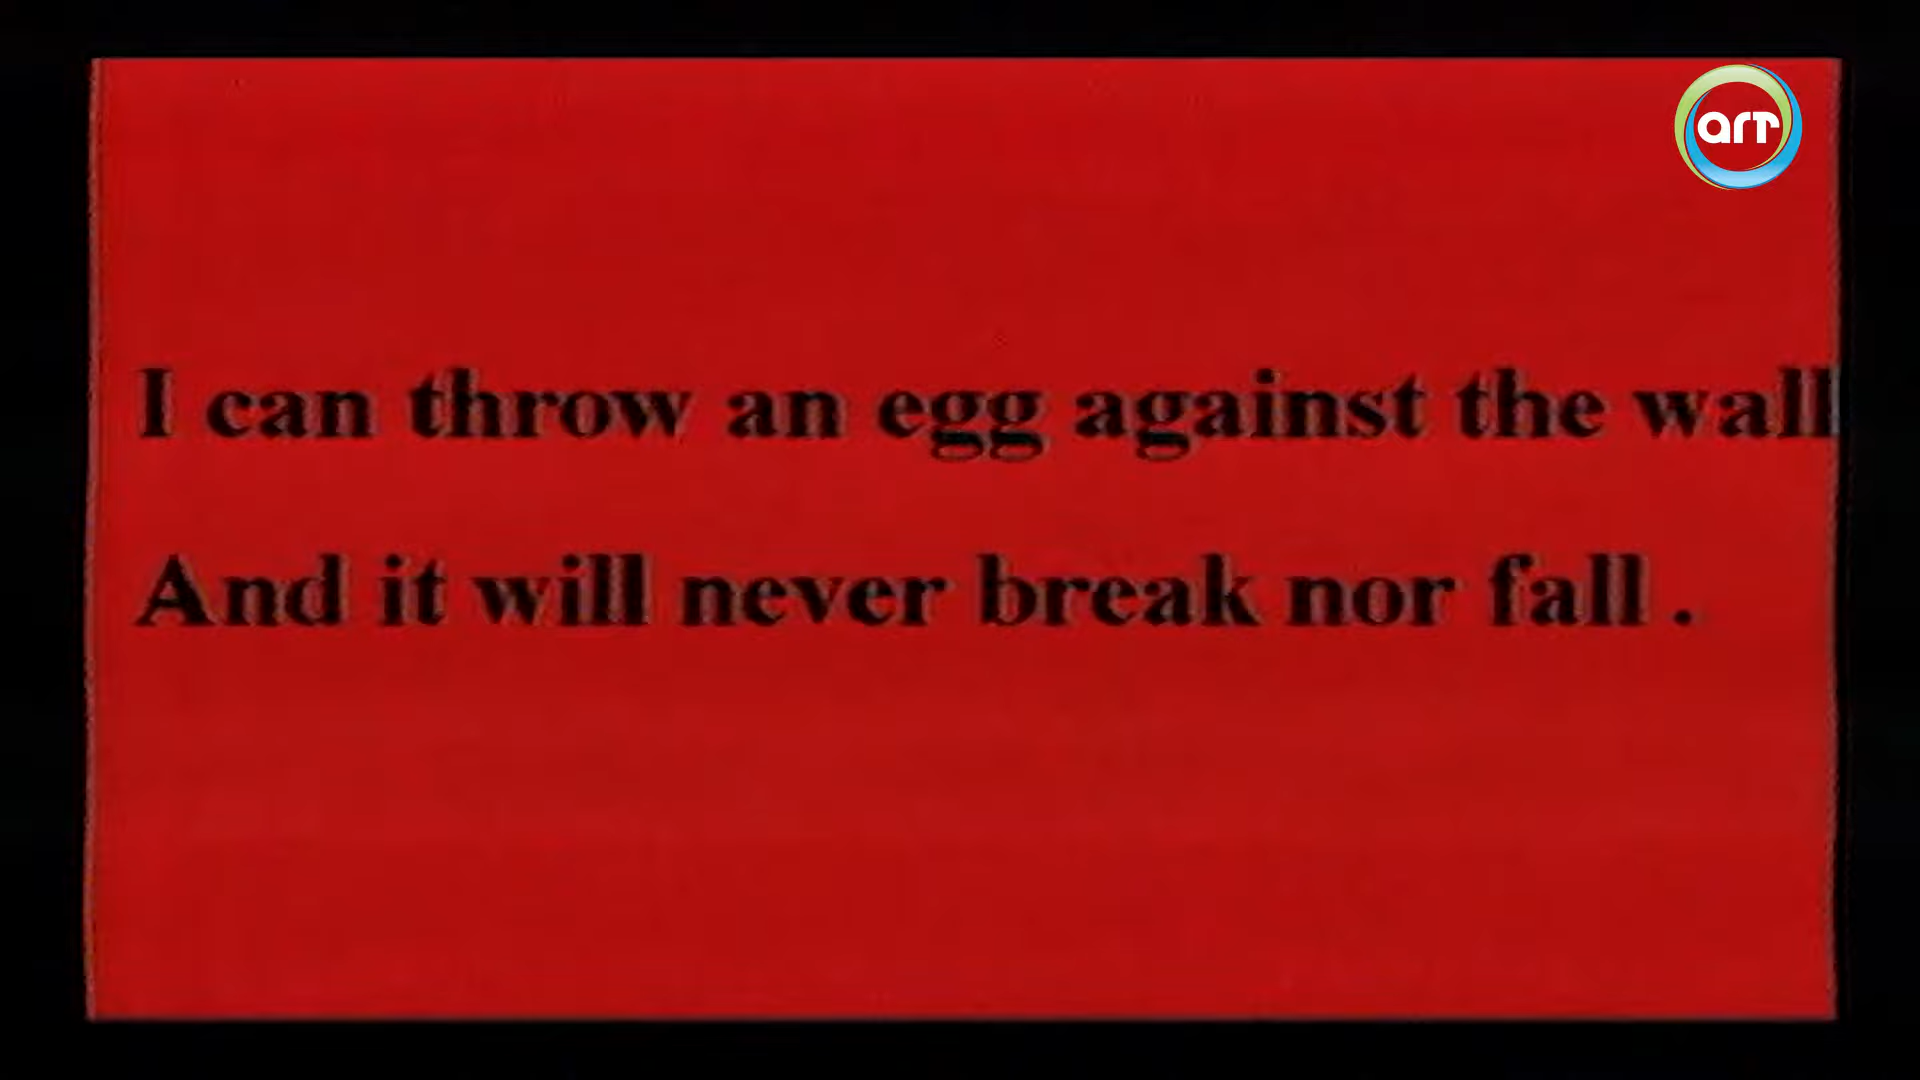 art
I can throw an egg against the wall
And it will never break nor fall .